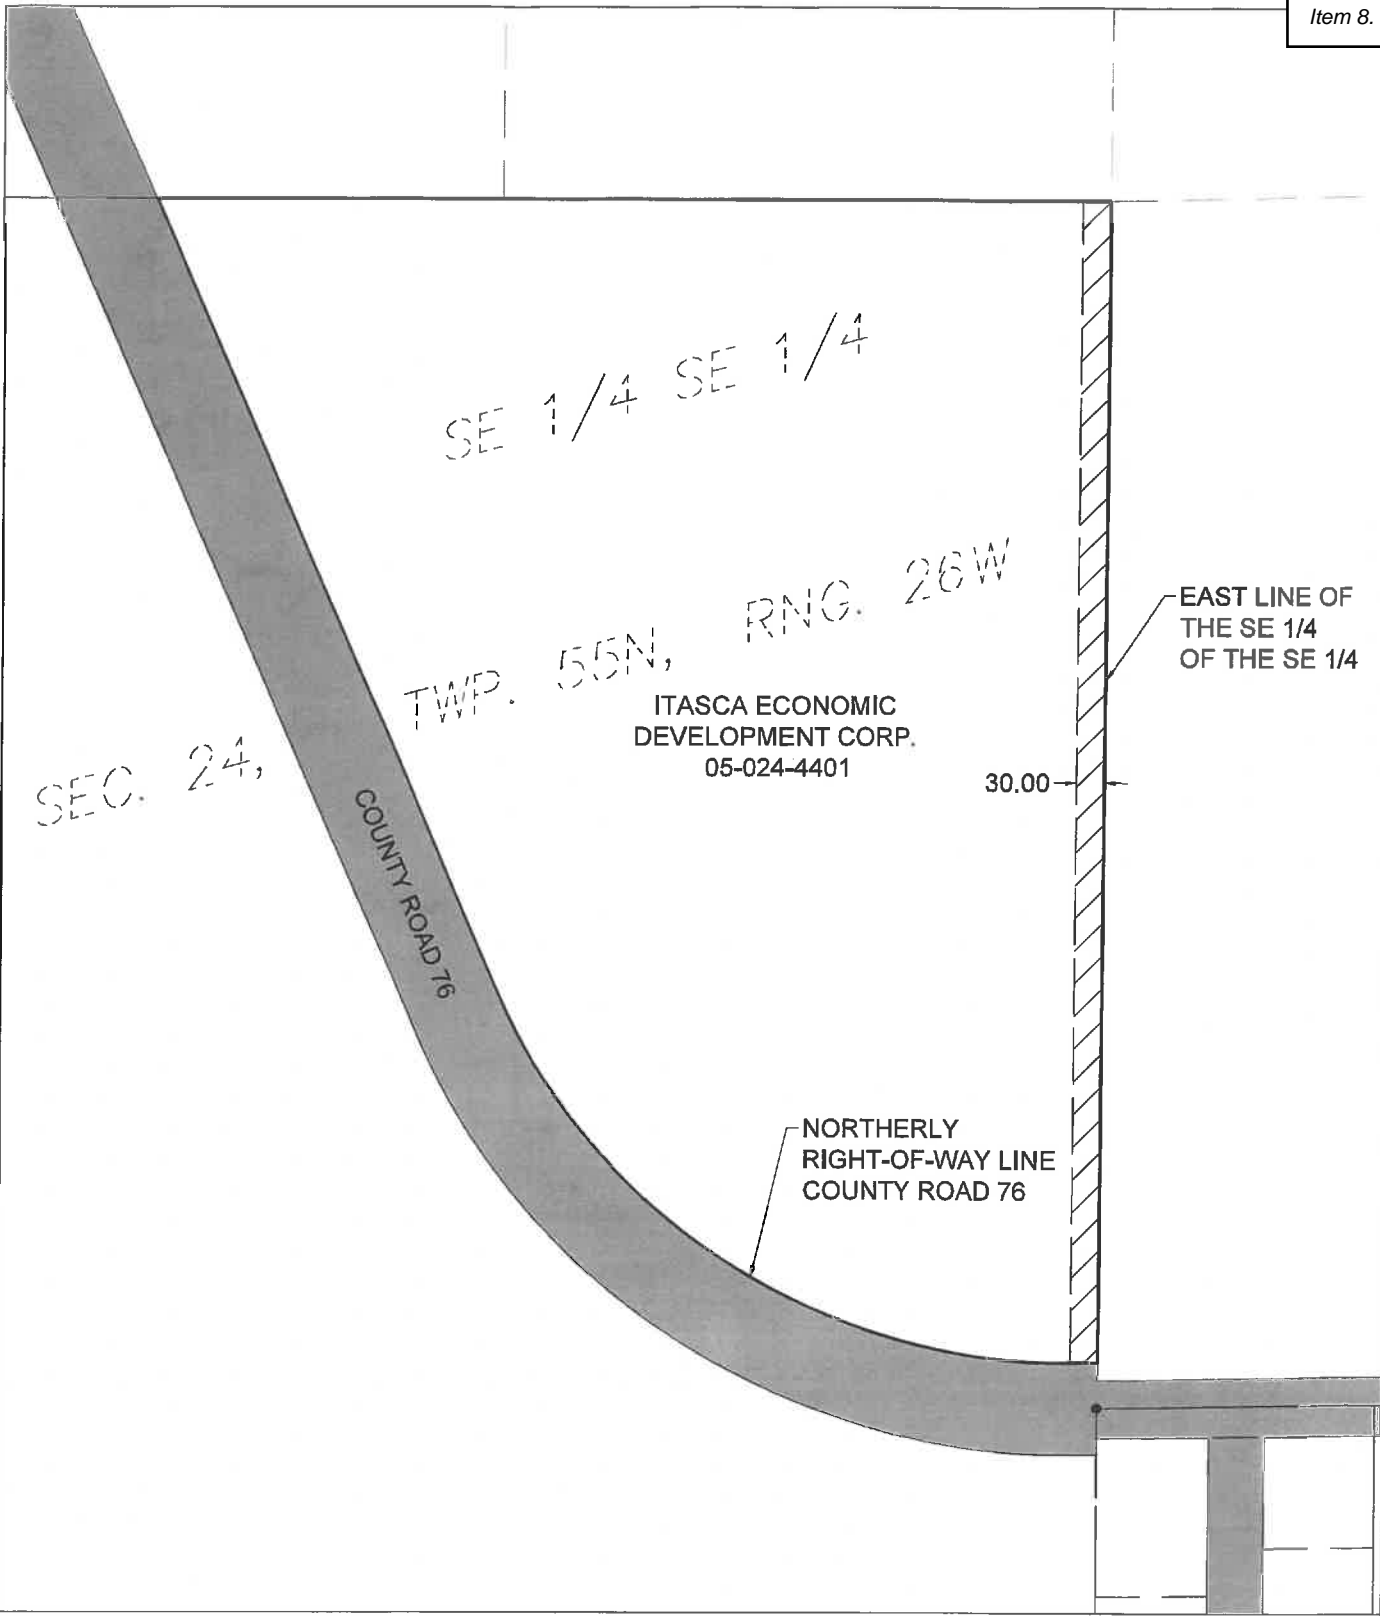 Item 8.
SE 1/4 SE 1/4
SEC. 24, TWP. 55N, RNG. 26W
EAST LINE OF
THE SE 1/4
OF THE SE 1/4
ITASCA ECONOMIC
DEVELOPMENT CORP.
05-024-4401
30.00
COUNTY ROAD 76
NORTHERLY
RIGHT-OF-WAY LINE
COUNTY ROAD 76